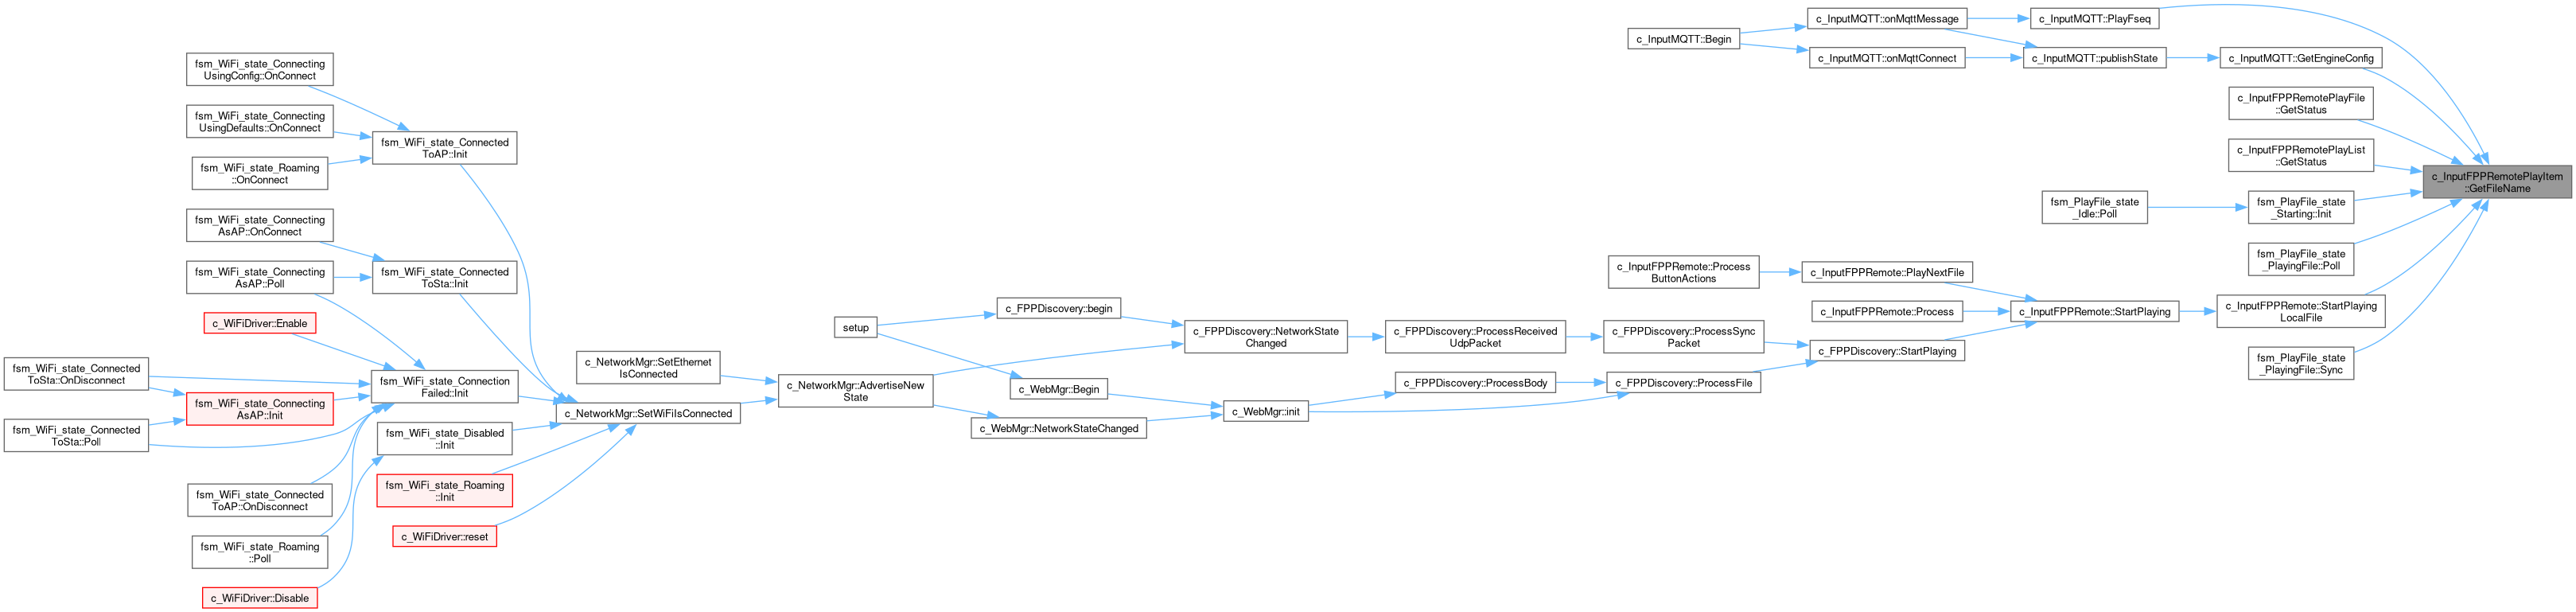 fsm_WiFi_state_Connecting
UsingConfig::OnConnect
fsm_WiFi_state_Connecting
UsingDefaults::OnConnect
fsm_WiFi_state_Roaming
::OnConnect
fsm_WiFi_state_Connecting
AsAP::OnConnect
fsm_WiFi_state_Connecting
AsAP::Poll
c_WiFiDriver::Enable
fsm_WiFi_state_Connected
ToSta::OnDisconnect
fsm_WiFi_state_Connecting
AsAP::Init
fsm_WiFi_state_Connected
ToSta::Poll
fsm_WiFi_state_Connected
ToAP::OnDisconnect
fsm_WiFi_state_Roaming
::Poll
c_WiFiDriver::Disable
fsm_WiFi_state_Connected
ToAP::Init
fsm_WiFi_state_Connected
ToSta::Init
fsm_WiFi_state_Connection
Failed::Init
fsm_WiFi_state_Disabled
::Init
fsm_WiFi_state_Roaming
::Init
c_WiFiDriver::reset
c_NetworkMgr::SetEthernet
IsConnected
c_NetworkMgr::SetWiFiIsConnected
setup
c_NetworkMgr::AdvertiseNew
State
c_FPPDiscovery::begin
c_WebMgr::Begin
c_WebMgr::NetworkStateChanged
c_FPPDiscovery::NetworkState
Changed
c_WebMgr::init
c_FPPDiscovery::ProcessReceived
UdpPacket
c_FPPDiscovery::ProcessBody
c_InputMQTT::Begin
c_InputFPPRemote::Process
ButtonActions
c_FPPDiscovery::ProcessSync
Packet
c_FPPDiscovery::ProcessFile
c_InputMQTT::onMqttMessage
c_InputMQTT::onMqttConnect
c_InputFPPRemote::PlayNextFile
c_InputFPPRemote::Process
c_FPPDiscovery::StartPlaying
c_InputMQTT::PlayFseq
c_InputMQTT::publishState
fsm_PlayFile_state
_Idle::Poll
c_InputFPPRemote::StartPlaying
c_InputMQTT::GetEngineConfig
c_InputFPPRemotePlayFile
::GetStatus
c_InputFPPRemotePlayList
::GetStatus
fsm_PlayFile_state
_Starting::Init
fsm_PlayFile_state
_PlayingFile::Poll
c_InputFPPRemote::StartPlaying
LocalFile
fsm_PlayFile_state
_PlayingFile::Sync
c_InputFPPRemotePlayItem
::GetFileName